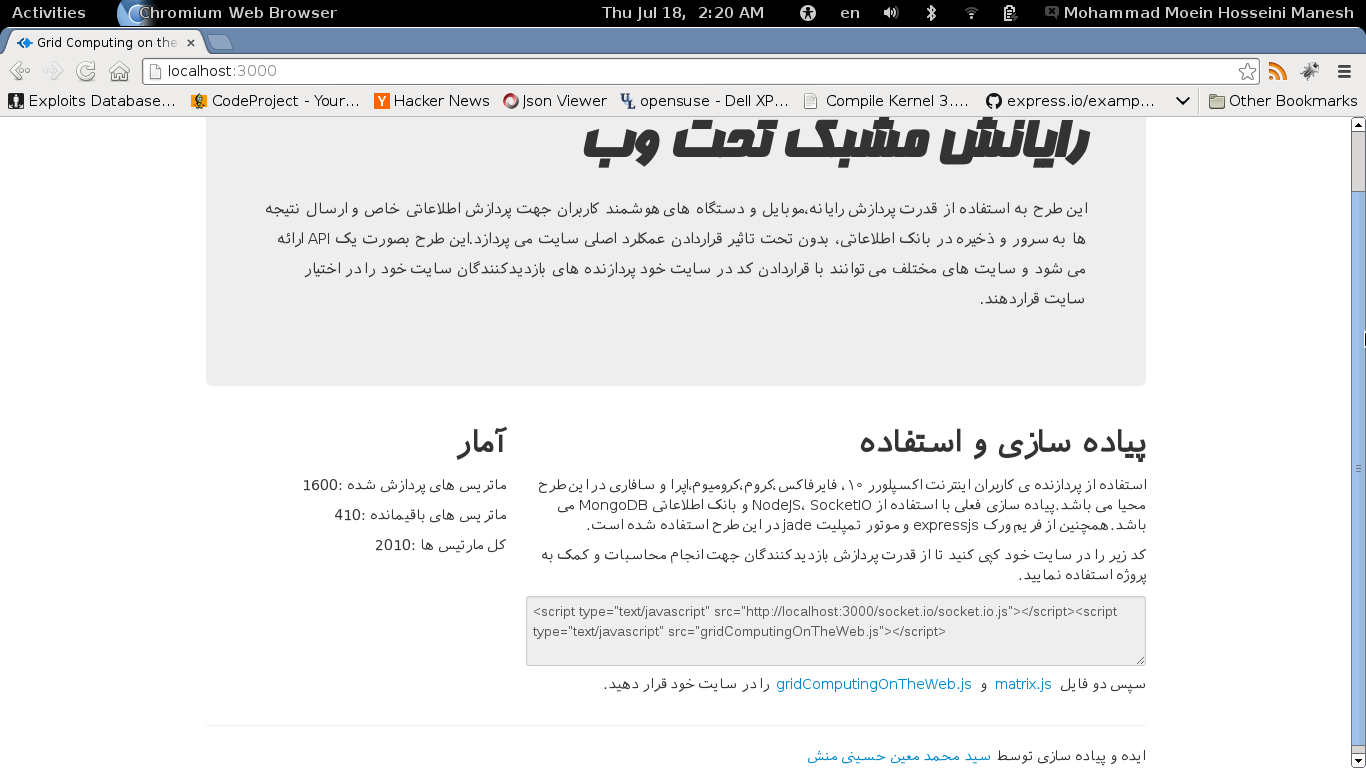 Activities
Chromium Web Browser
Thu Jul 18, 2:20 AM
en
Mohammad Moein Hosseini Manesh
Grid Computing on the
localhost:3000
Exploits Database...
CodeProject - Your...
Hacker News
Json Viewer
opensuse - Dell XP...
Compile Kernel 3....
express.io/examp...
Other Bookmarks
رایانش مشبک تحت وب
این طرح به استفاده از قدرت پردازش رایانه،موبایل و دستگاه های هوشمند کاربران جهت پردازش اطلاعاتی خاص و ارسال نتیجه
ها به سرور و ذخیره در بانک اطلاعاتی، بدون تحت تاثیر قراردادن عمکلرد اصلی سایت می پردازد.این طرح بصورت یک API ارائه
می شود و سایت های مختلف می توانند با قراردادن کد در سایت خود پردازنده های بازدیدکنندگان سایت خود را در اختیار
سایت قراردهند.
پیاده سازی و استفاده
استفاده از پردازنده ی کاربران اینترنت اکسپلورر ۱۰، فایرفاکس،کروم،کرومیوم،اپرا و سافاری در این طرح
محیا می باشد.پیاده سازی فعلی با استفاده از NodeJS، SocketIO و بانک اطلاعاتی MongoDB می
باشد.همچنین از فریم ورک expressjs و موتور تمپلیت jade در این طرح استفاده شده است.
کد زیر را در سایت خود کپی کنید تا از قدرت پردازش بازدیدکنندگان جهت انجام محاسبات و کمک به
پروژه استفاده نمایید.
<script type="text/javascript" src="http://localhost:3000/socket.io/socket.io.js"></script><script
type="text/javascript" src="gridComputingOnTheWeb.js"></script>
سپس دو فایل matrix.js و gridComputingOnTheWeb.js را در سایت خود قرار دهید.
آمار
ماتریس های پردازش شده :1600
ماتریس های باقیمانده :410
کل مارتیس ها :2010
ایده و پیاده سازی توسط سید محمد معین حسینی منش